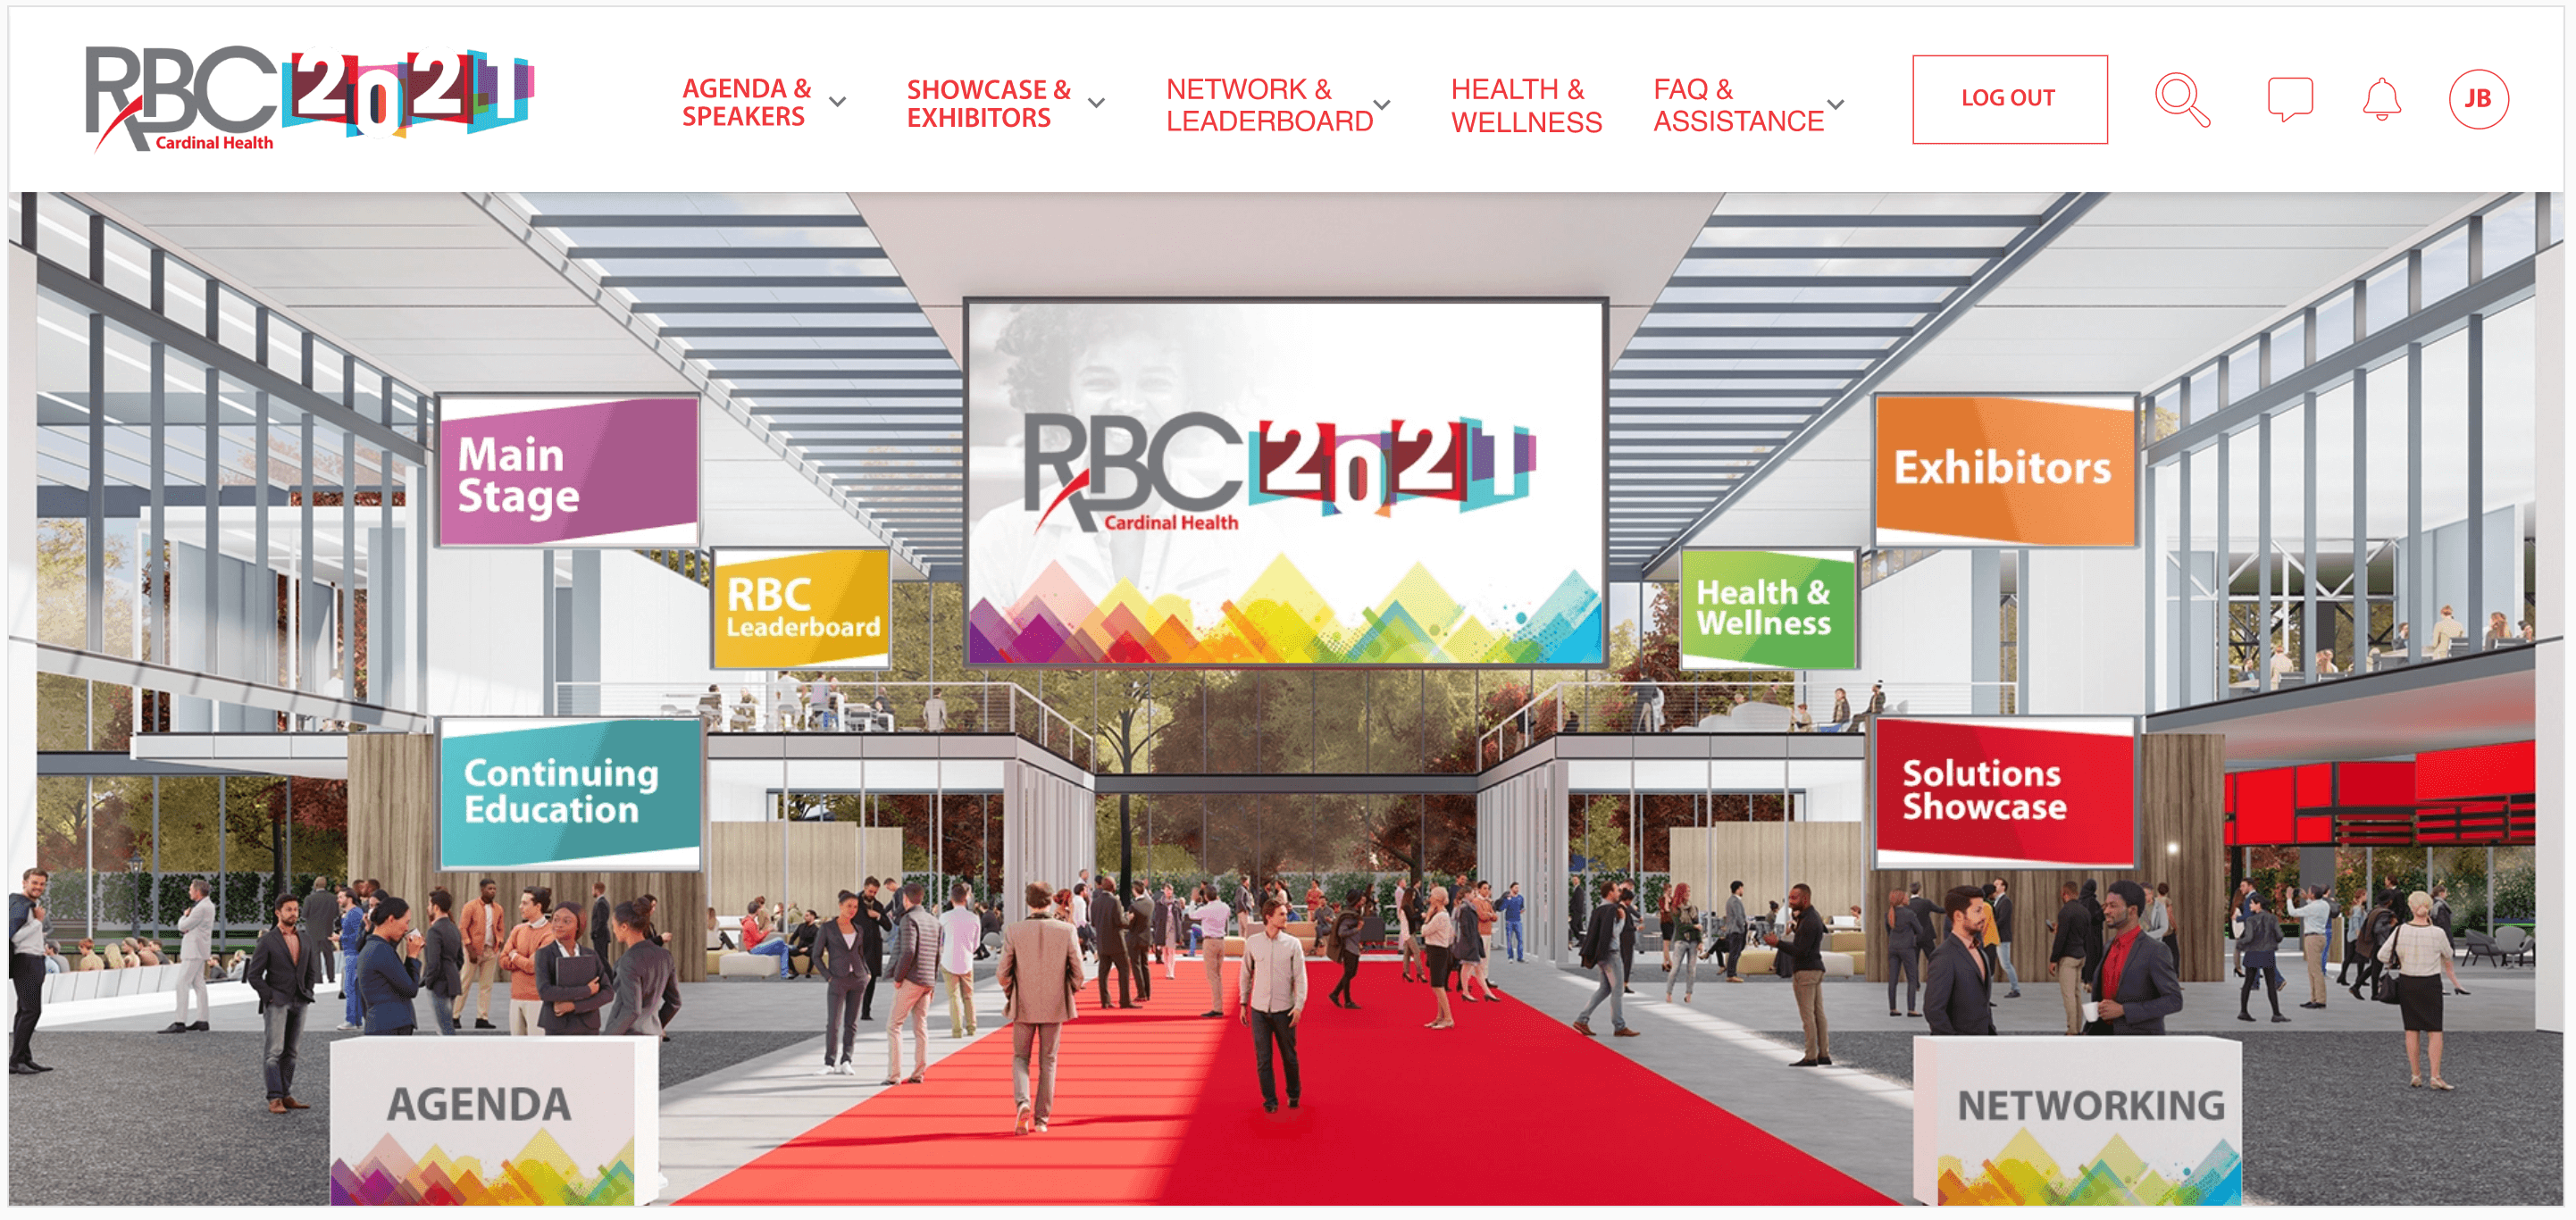 RBC 2021
Cardinal Health
AGENDA &
SPEAKERS
SHOWCASE &
EXHIBITORS
NETWORK &
LEADERBOARD
HEALTH &
WELLNESS
FAQ &
ASSISTANCE
LOG OUT
JB
RBC 2021
Cardinal Health
Main
Stage
Exhibitors
RBC
Leaderboard
Health &
Wellness
Continuing
Education
Solutions
Showcase
AGENDA
NETWORKING